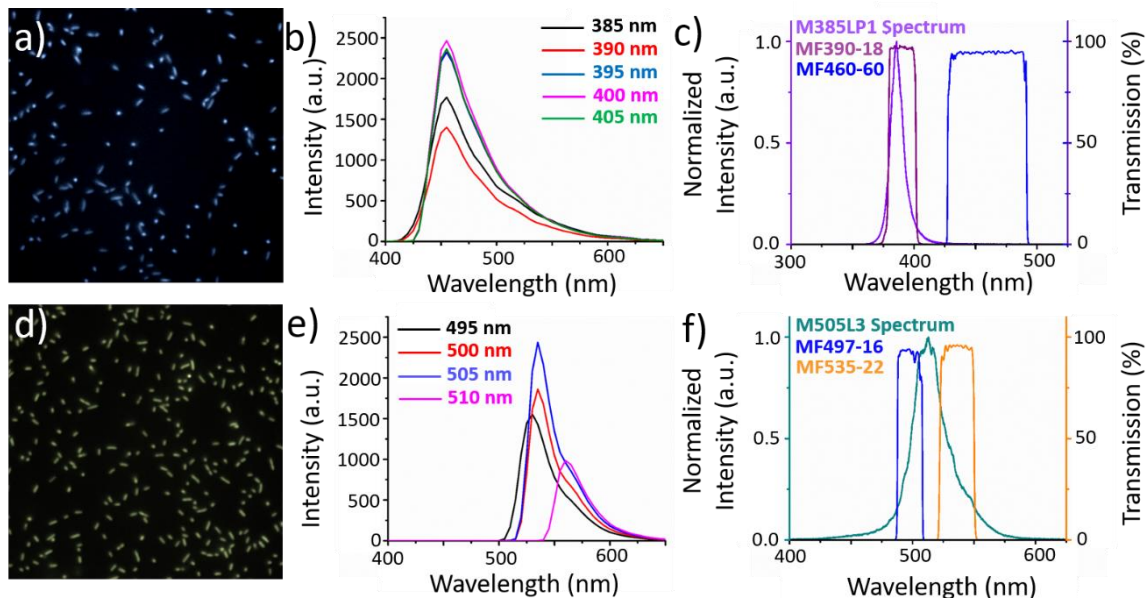 a)
b)
2500
2000
1500
1000
500
0
Intensity (a.u.)
385 nm
390 nm
395 nm
400 nm
405 nm
400
500
600
Wavelength (nm)
c)
M385LP1 Spectrum
MF390-18
MF460-60
1.0
0.5
0.0
Normalized
Intensity (a.u.)
100
50
0
Transmission (%)
300
400
500
Wavelength (nm)
d)
e)
495 nm
500 nm
505 nm
510 nm
2500
2000
1500
1000
500
0
Intensity (a.u.)
400
500
600
Wavelength (nm)
f)
M505L3 Spectrum
MF497-16
MF535-22
1.0
0.5
0.0
Normalized
Intensity (a.u.)
100
50
0
Transmission (%)
400
500
600
Wavelength (nm)